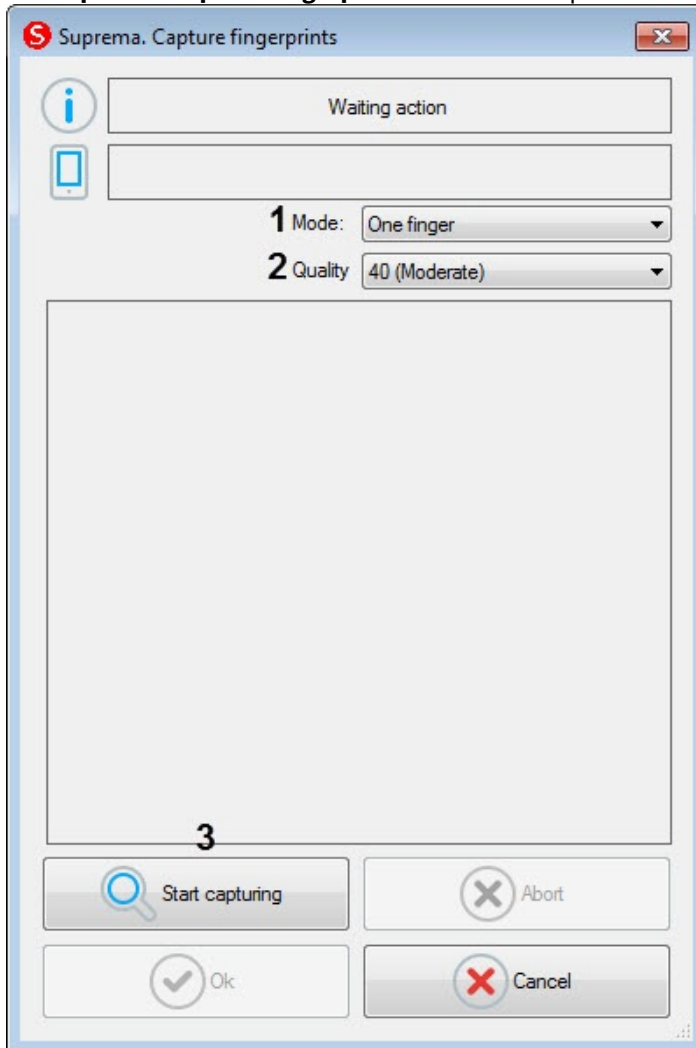 S Suprema. Capture fingerprints
Waiting action
1 Mode: One finger
2 Quality 40 (Moderate)
3
Start capturing Abort
Ok Cancel